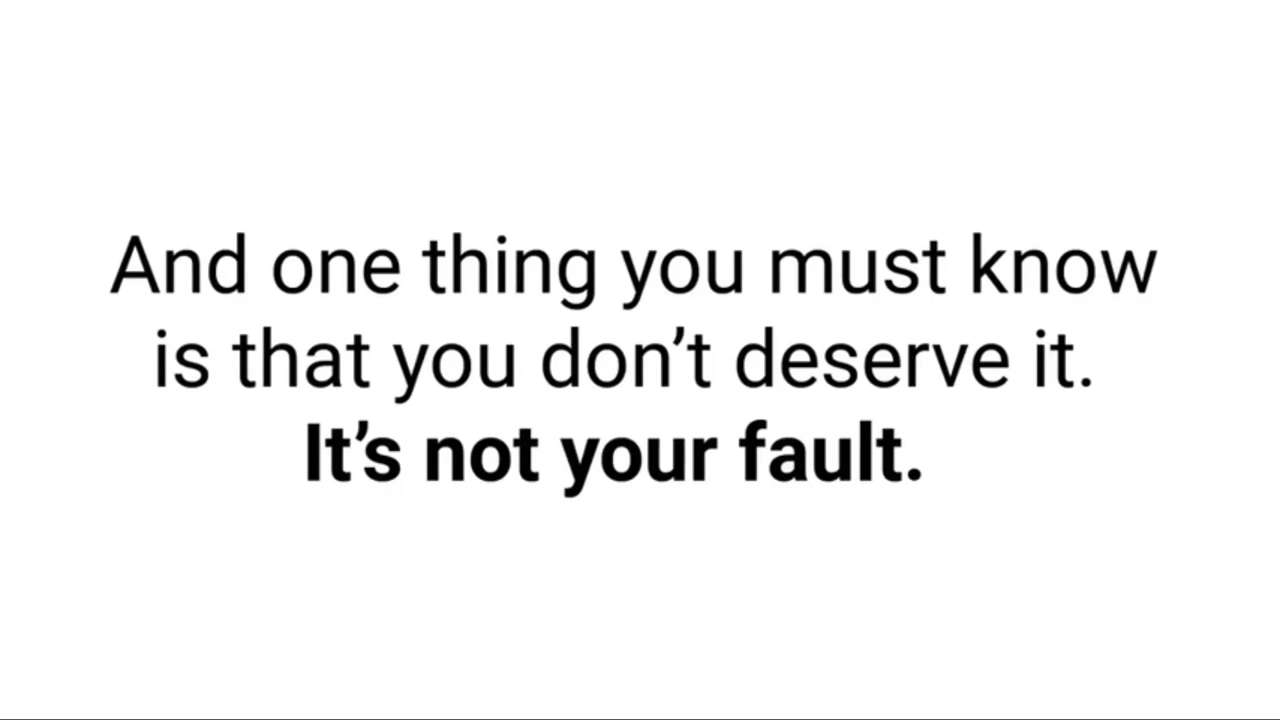 And one thing you must know
is that you don’t deserve it.
It’s not your fault.